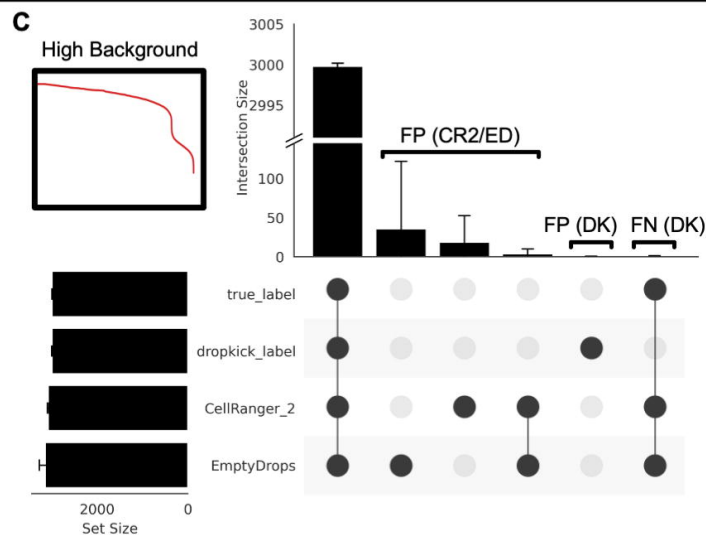 C
High Background
Intersection Size
3005
3000
2995
100
50
0
FP (CR2/ED)
FP (DK)
FN (DK)
true_label
dropkick_label
CellRanger_2
EmptyDrops
2000
0
Set Size